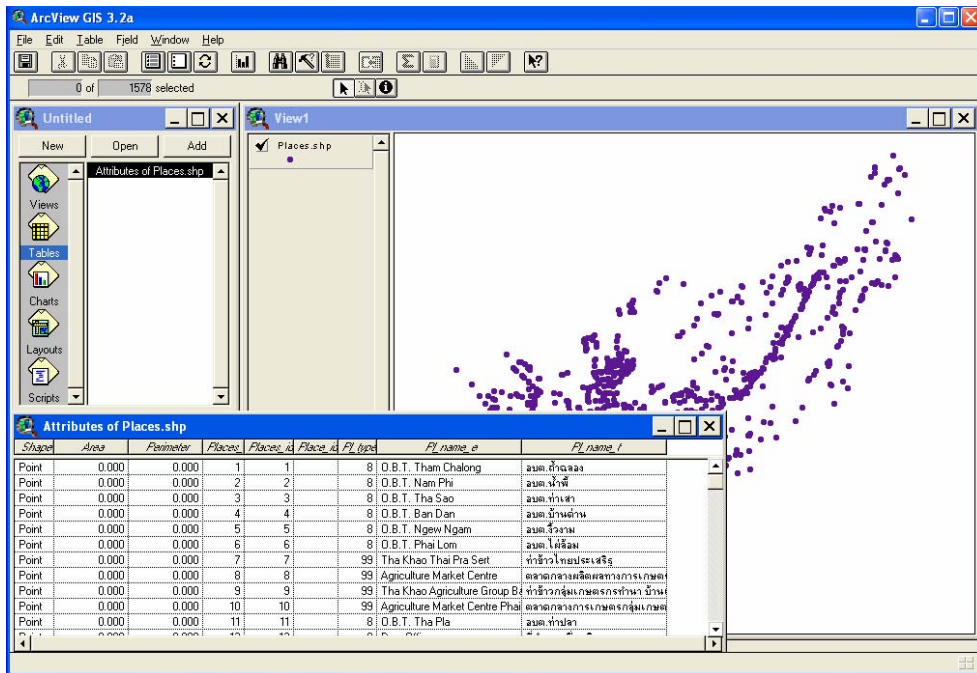 ArcView GIS 3.2a
File Edit Table Field Window Help
0 of 1578 selected
Untitled
New Open Add
Views
Tables
Charts
Layouts
Scripts
Attributes of Places.shp
View1
Places.shp
Attributes of Places.shp
Shape Area Perimeter Places_ Places_id Place_id Pl_type Pl_name_e Pl_name_t
Point 0.000 0.000 1 1 8 O.B.T. Tham Chalong อบต.ถ้ำฉลอง
Point 0.000 0.000 2 2 8 O.B.T. Nam Phi อบต.น้ำพี้
Point 0.000 0.000 3 3 8 O.B.T. Tha Sao อบต.ท่าเสา
Point 0.000 0.000 4 4 8 O.B.T. Ban Dan อบต.บ้านด่าน
Point 0.000 0.000 5 5 8 O.B.T. Ngew Ngam อบต.งิ้วงาม
Point 0.000 0.000 6 6 8 O.B.T. Phai Lom อบต.ไผ่ล้อม
Point 0.000 0.000 7 7 99 Tha Khao Thai Pra Sert ท่าข้าวไทยประเสริฐ
Point 0.000 0.000 8 8 99 Agriculture Market Centre ตลาดกลางผลิตผลทางการเกษตร
Point 0.000 0.000 9 9 99 Tha Khao Agriculture Group Ba ท่าข้าวกลุ่มเกษตรกรทำนา บ้าน
Point 0.000 0.000 10 10 99 Agriculture Market Centre Phai ตลาดกลางการเกษตรกลุ่มเกษต
Point 0.000 0.000 11 11 8 O.B.T. Tha Pla อบต.ท่าปลา